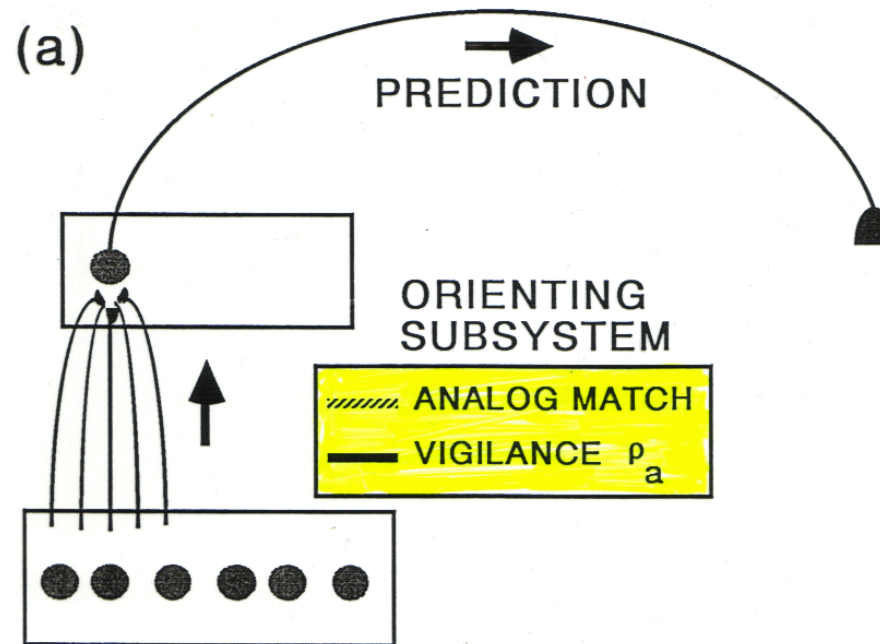 (a)
PREDICTION
ORIENTING
SUBSYSTEM
ANALOG MATCH
VIGILANCE ρa